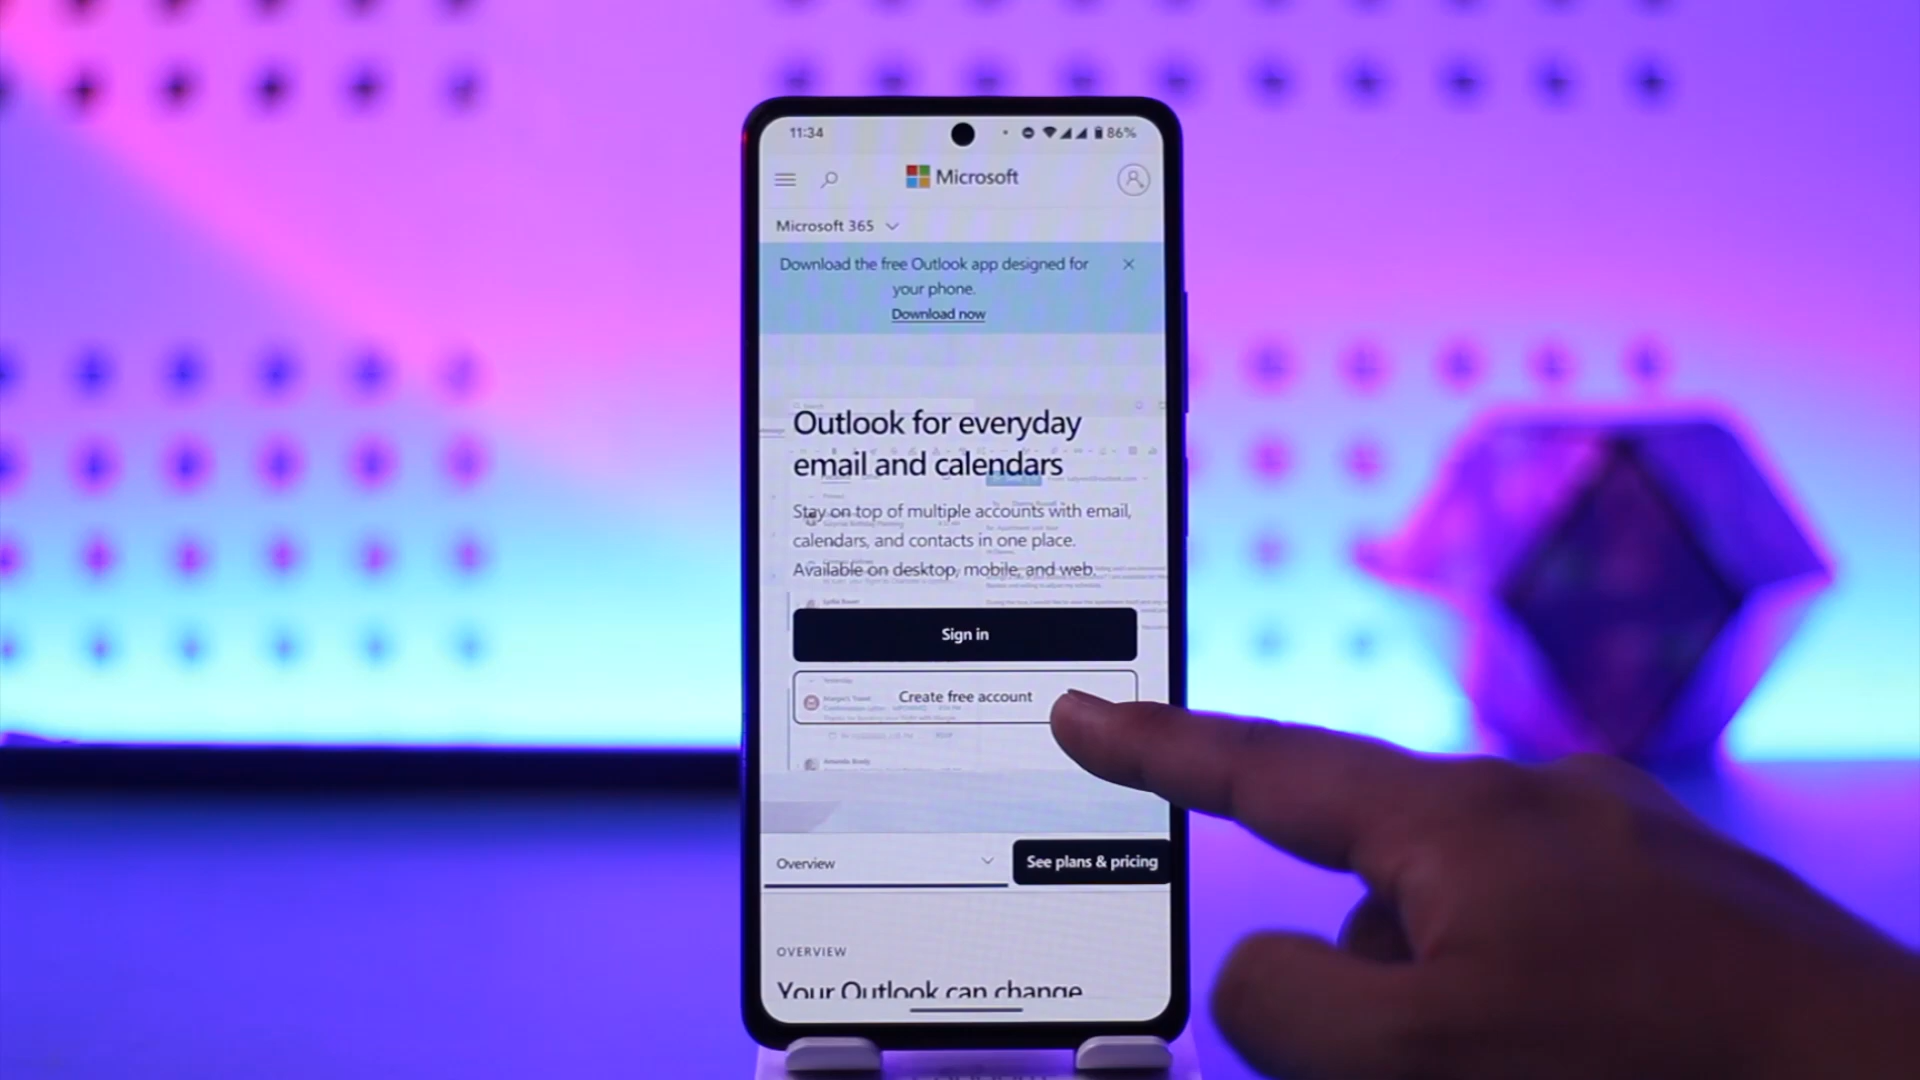 11:34
86%
Microsoft
Microsoft 365
Download the free Outlook app designed for
your phone.
Download now
Outlook for everyday
email and calendars
Stay on top of multiple accounts with email,
calendars, and contacts in one place.
Available on desktop, mobile, and web.
Sign in
Create free account
Overview
See plans & pricing
OVERVIEW
Your Outlook can change